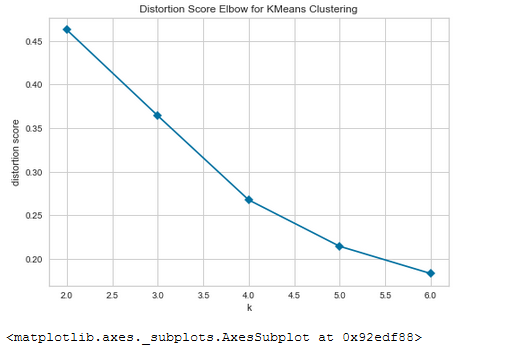 Distortion Score Elbow for KMeans Clustering
0.45
0.40
0.35
0.30
0.25
0.20
distortion score
2.0 2.5 3.0 3.5 4.0 4.5 5.0 5.5 6.0
k
<matplotlib.axes._subplots.AxesSubplot at 0x92edf88>